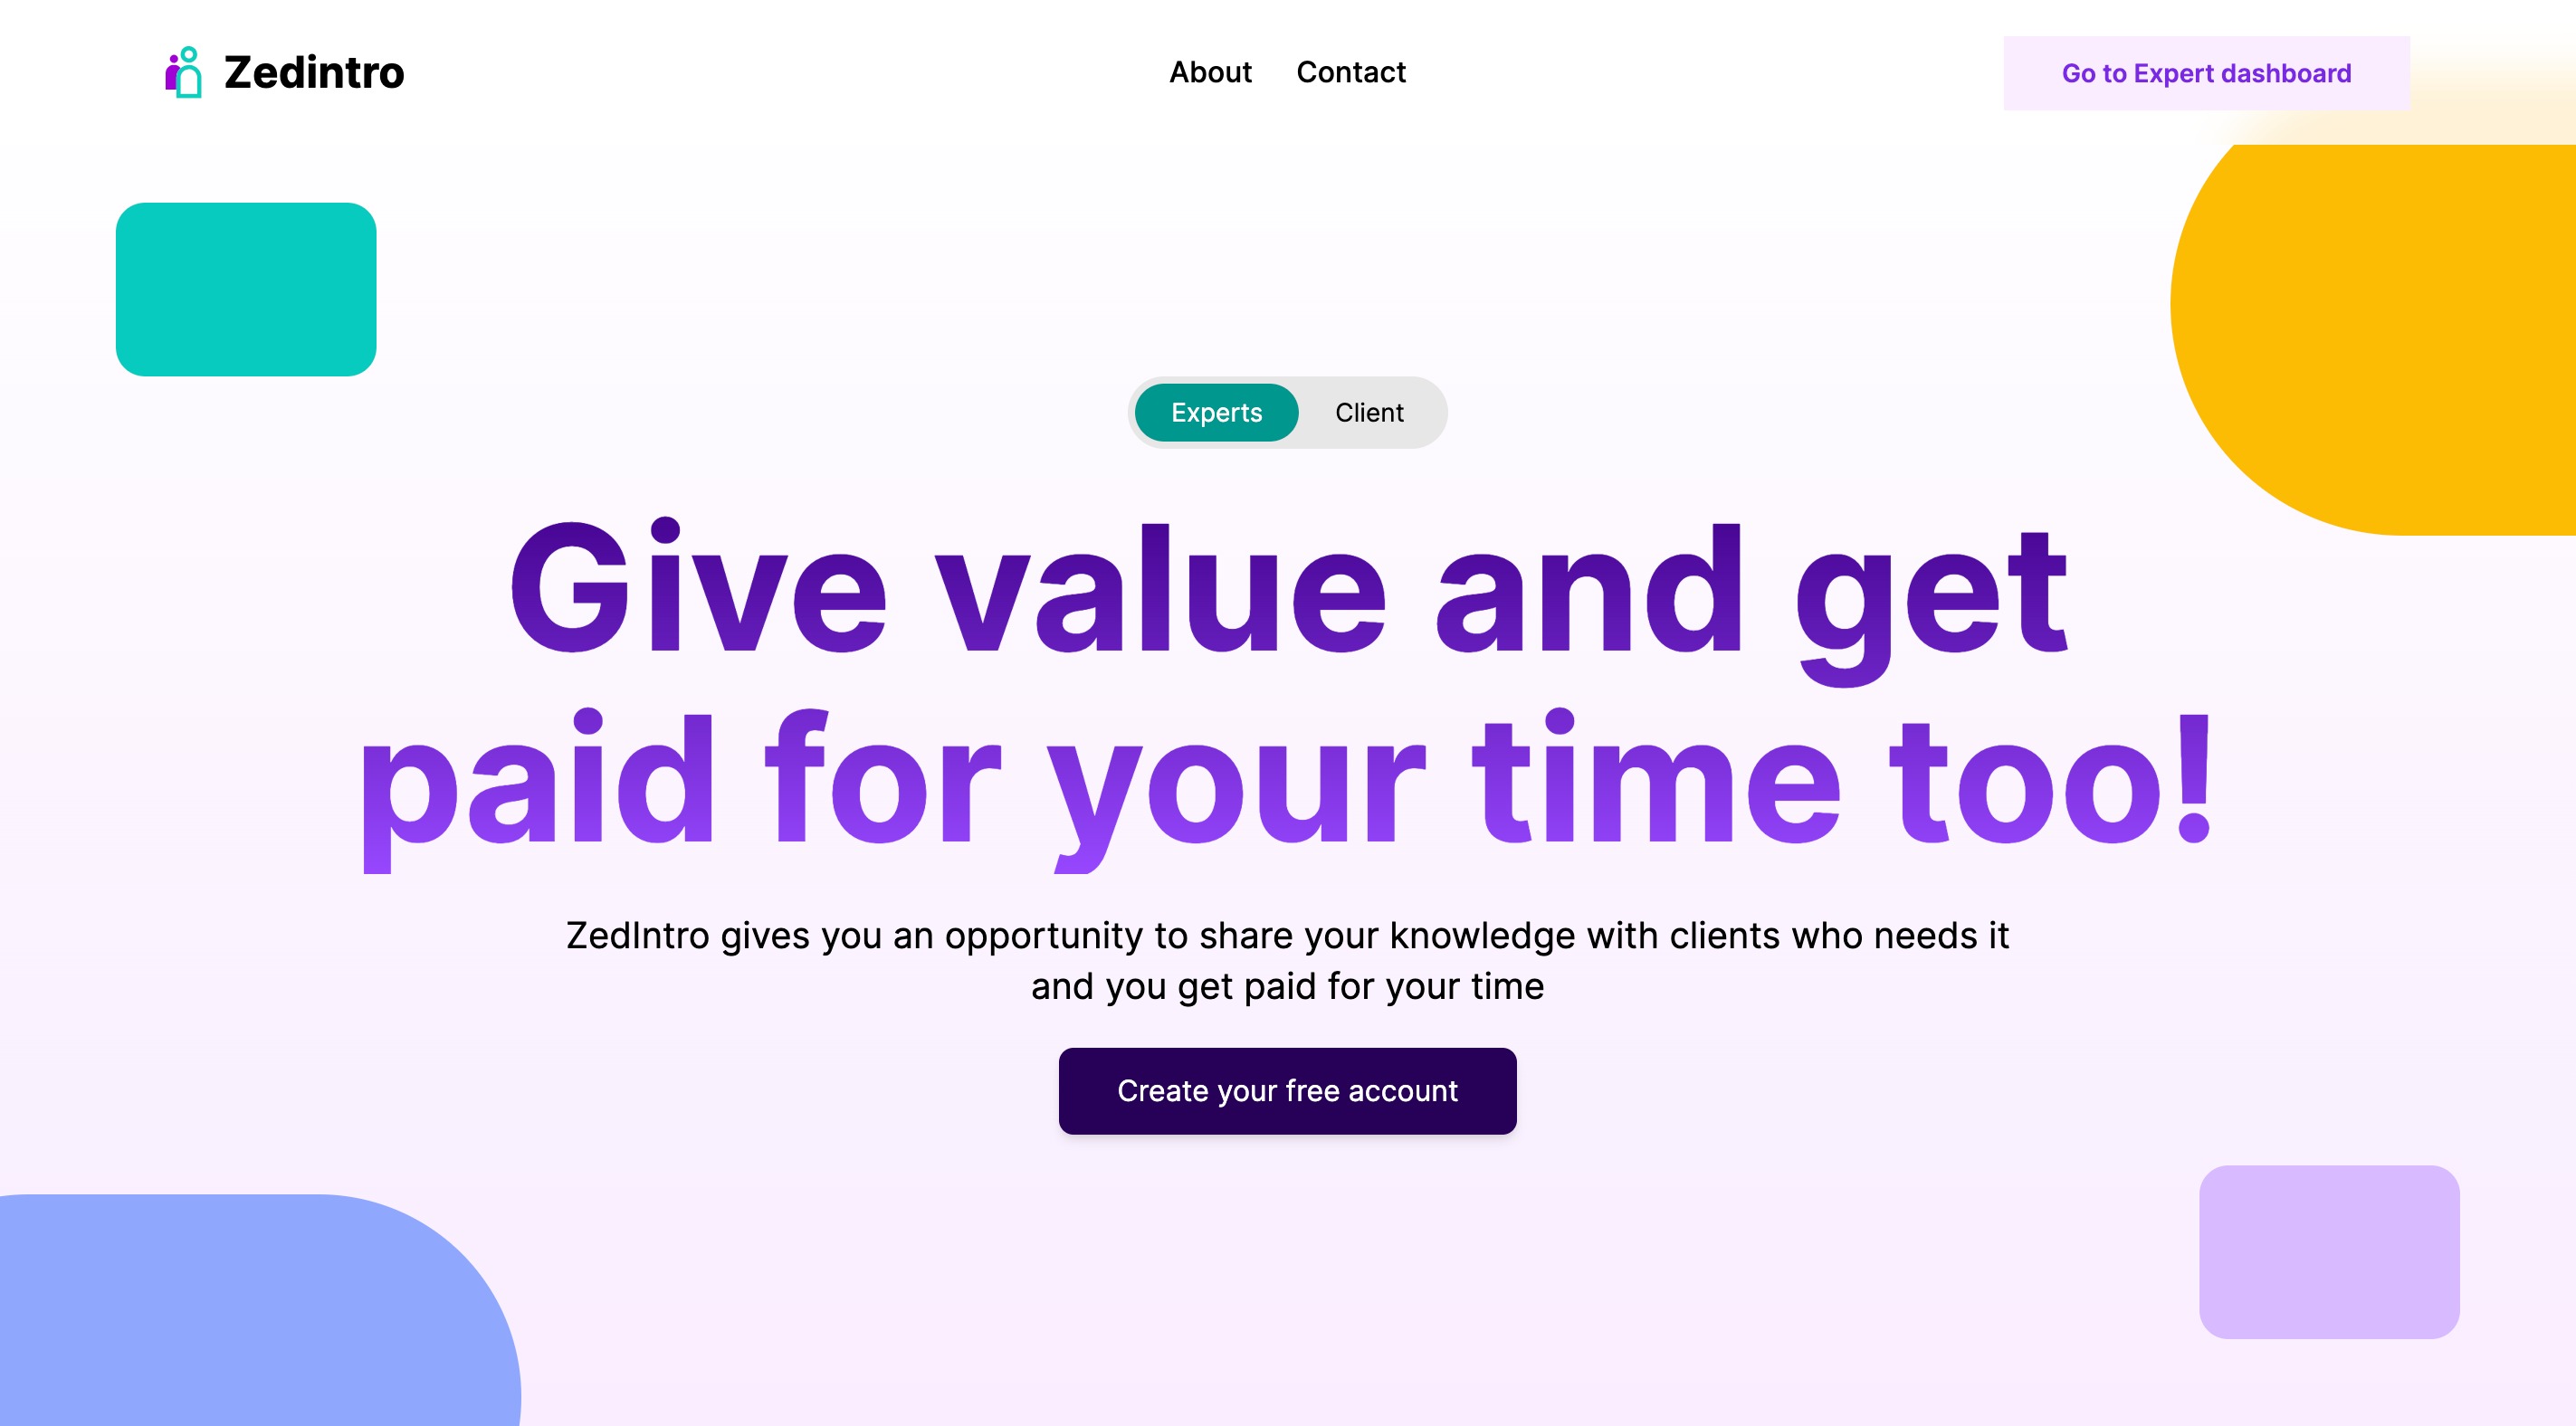 Zedintro
About Contact
Go to Expert dashboard
Experts Client
Give value and get
paid for your time too!
ZedIntro gives you an opportunity to share your knowledge with clients who needs it
and you get paid for your time
Create your free account